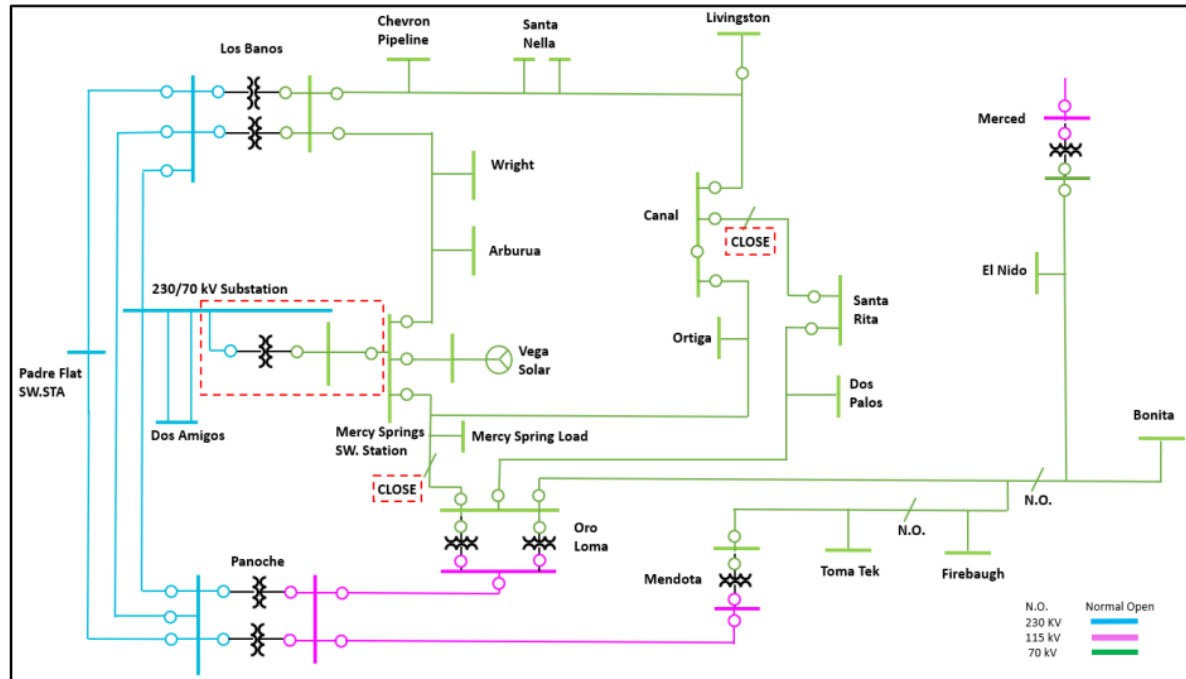 Livingston
Chevron
Pipeline
Santa
Nella
Los Banos
Merced
Wright
Canal
CLOSE
Arburua
El Nido
230/70 kV Substation
Santa
Rita
Ortiga
Vega
Solar
Padre Flat
SW.STA
Dos
Palos
Bonita
Dos Amigos
Mercy Springs
SW. Station
Mercy Spring Load
CLOSE
N.O.
Oro
Loma
N.O.
Panoche
Mendota
Toma Tek
Firebaugh
N.O. Normal Open
230 KV
115 kV
70 kV